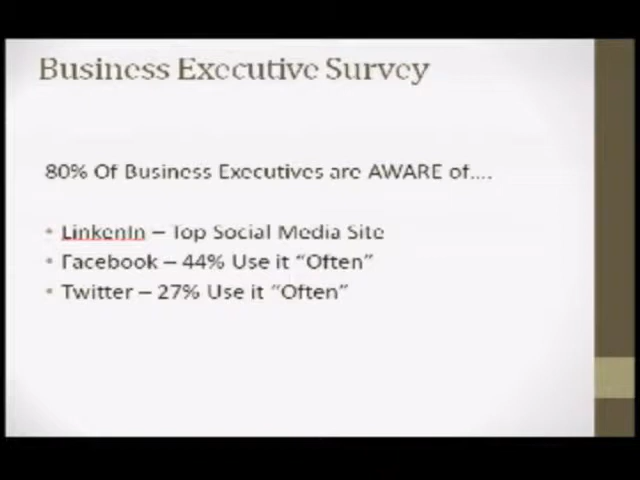 Business Executive Survey
80% Of Business Executives are AWARE of....
• LinkenIn – Top Social Media Site
• Facebook – 44% Use it “Often”
• Twitter – 27% Use it “Often”